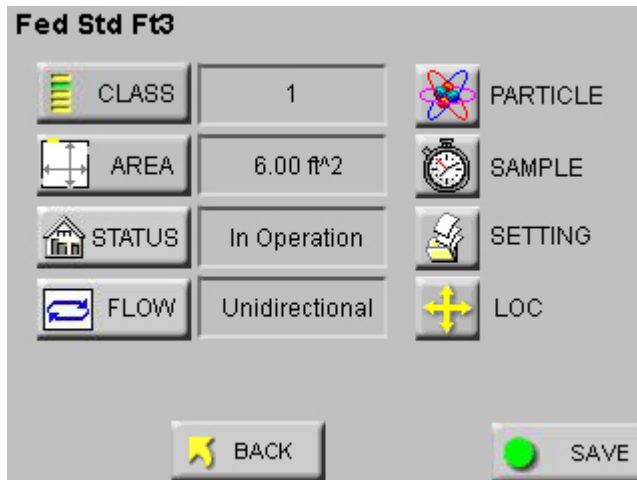 Fed Std Ft3
CLASS 1 PARTICLE
AREA 6.00 ft^2 SAMPLE
STATUS In Operation SETTING
FLOW Unidirectional LOC
BACK SAVE